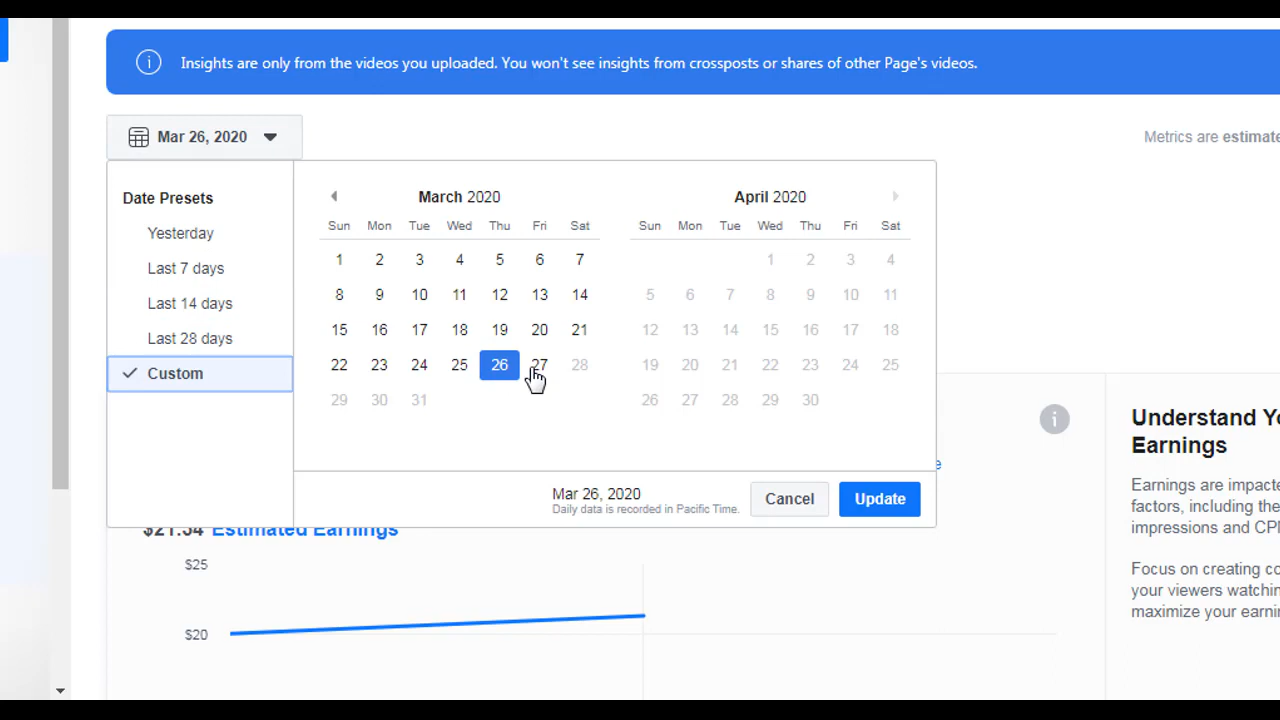 Insights are only from the videos you uploaded. You won't see insights from crossposts or shares of other Page's videos.
Mar 26, 2020
Metrics are estimate
Date Presets
Yesterday
Last 7 days
Last 14 days
Last 28 days
Custom
March 2020
Sun Mon Tue Wed Thu Fri Sat
1 2 3 4 5 6 7
8 9 10 11 12 13 14
15 16 17 18 19 20 21
22 23 24 25 26 27 28
29 30 31
April 2020
Sun Mon Tue Wed Thu Fri Sat
1 2 3 4
5 6 7 8 9 10 11
12 13 14 15 16 17 18
19 20 21 22 23 24 25
26 27 28 29 30
Mar 26, 2020
Daily data is recorded in Pacific Time.
Cancel
Update
e
Estimated Earnings
$25
$20
Understand Yo
Earnings
Earnings are impacte
factors, including the
impressions and CPM
Focus on creating co
your viewers watchin
maximize your earnin